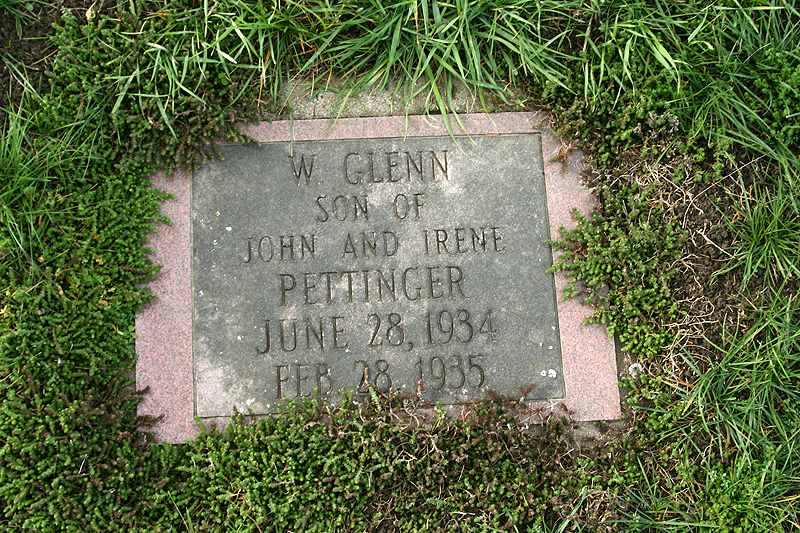 W. GLENN
SON OF
JOHN AND IRENE
PETTINGER
JUNE 28, 1934
FEB 28 1935